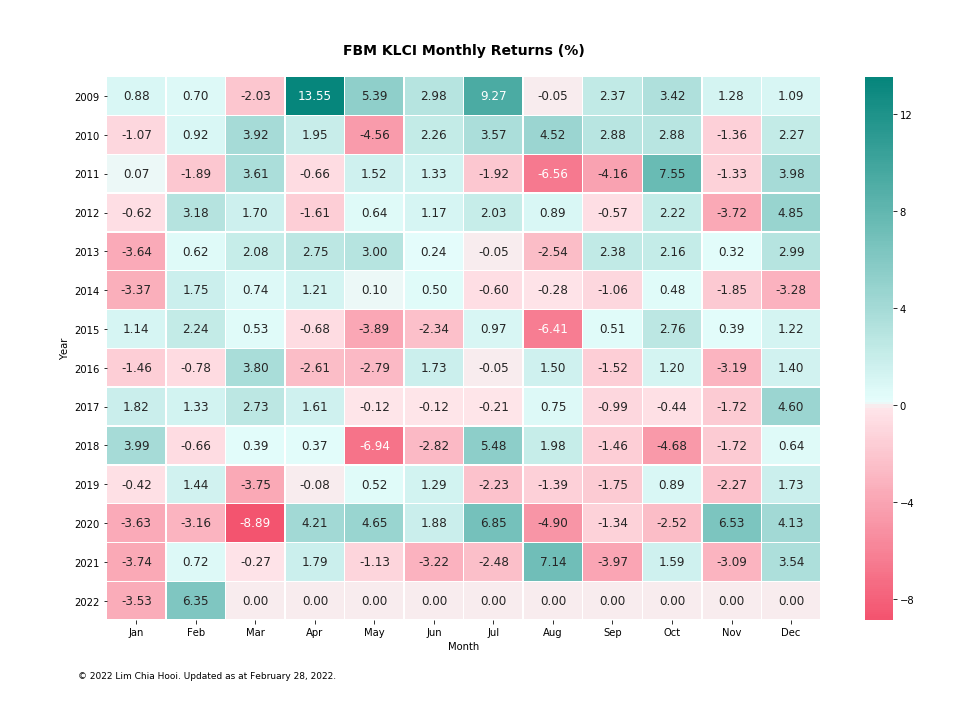 FBM KLCI Monthly Returns (%)
2009 0.88 0.70 -2.03 13.55 5.39 2.98 9.27 -0.05 2.37 3.42 1.28 1.09
2010 -1.07 0.92 3.92 1.95 -4.56 2.26 3.57 4.52 2.88 2.88 -1.36 2.27
2011 0.07 -1.89 3.61 -0.66 1.52 1.33 -1.92 -6.56 -4.16 7.55 -1.33 3.98
2012 -0.62 3.18 1.70 -1.61 0.64 1.17 2.03 0.89 -0.57 2.22 -3.72 4.85
2013 -3.64 0.62 2.08 2.75 3.00 0.24 -0.05 -2.54 2.38 2.16 0.32 2.99
2014 -3.37 1.75 0.74 1.21 0.10 0.50 -0.60 -0.28 -1.06 0.48 -1.85 -3.28
2015 1.14 2.24 0.53 -0.68 -3.89 -2.34 0.97 -6.41 0.51 2.76 0.39 1.22
2016 -1.46 -0.78 3.80 -2.61 -2.79 1.73 -0.05 1.50 -1.52 1.20 -3.19 1.40
2017 1.82 1.33 2.73 1.61 -0.12 -0.12 -0.21 0.75 -0.99 -0.44 -1.72 4.60
2018 3.99 -0.66 0.39 0.37 -6.94 -2.82 5.48 1.98 -1.46 -4.68 -1.72 0.64
2019 -0.42 1.44 -3.75 -0.08 0.52 1.29 -2.23 -1.39 -1.75 0.89 -2.27 1.73
2020 -3.63 -3.16 -8.89 4.21 4.65 1.88 6.85 -4.90 -1.34 -2.52 6.53 4.13
2021 -3.74 0.72 -0.27 1.79 -1.13 -3.22 -2.48 7.14 -3.97 1.59 -3.09 3.54
2022 -3.53 6.35 0.00 0.00 0.00 0.00 0.00 0.00 0.00 0.00 0.00 0.00
Jan Feb Mar Apr May Jun Jul Aug Sep Oct Nov Dec
Month
Year
12
8
4
0
−4
−8
© 2022 Lim Chia Hooi. Updated as at February 28, 2022.